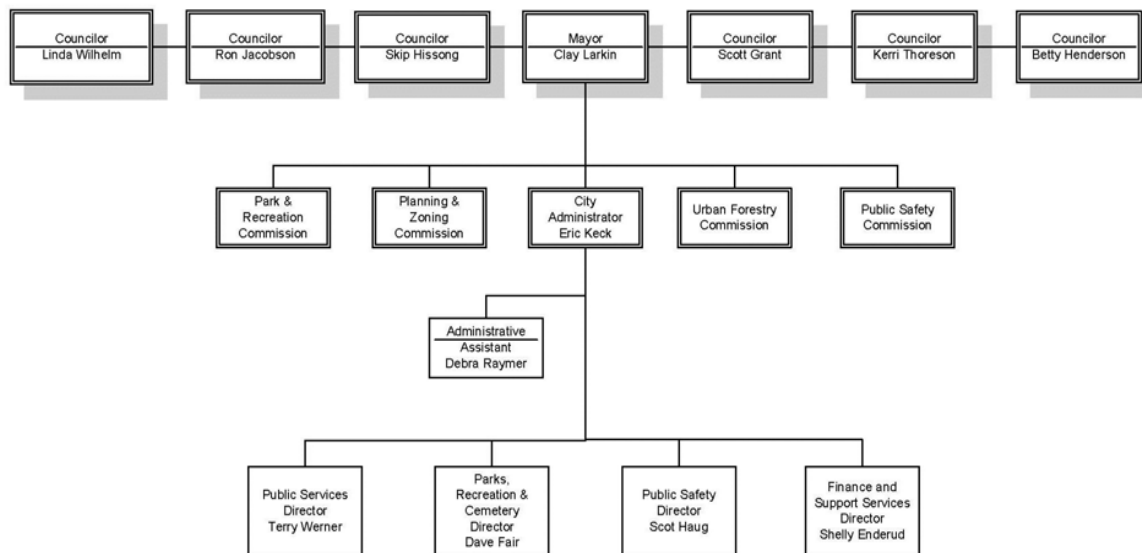 Councilor
Linda Wilhelm
Councilor
Ron Jacobson
Councilor
Skip Hissong
Mayor
Clay Larkin
Councilor
Scott Grant
Councilor
Kerri Thoreson
Councilor
Betty Henderson
Park &
Recreation
Commission
Planning &
Zoning
Commission
City
Administrator
Eric Keck
Urban Forestry
Commission
Public Safety
Commission
Administrative
Assistant
Debra Raymer
Public Services
Director
Terry Werner
Parks,
Recreation &
Cemetery
Director
Dave Fair
Public Safety
Director
Scot Haug
Finance and
Support Services
Director
Shelly Enderud